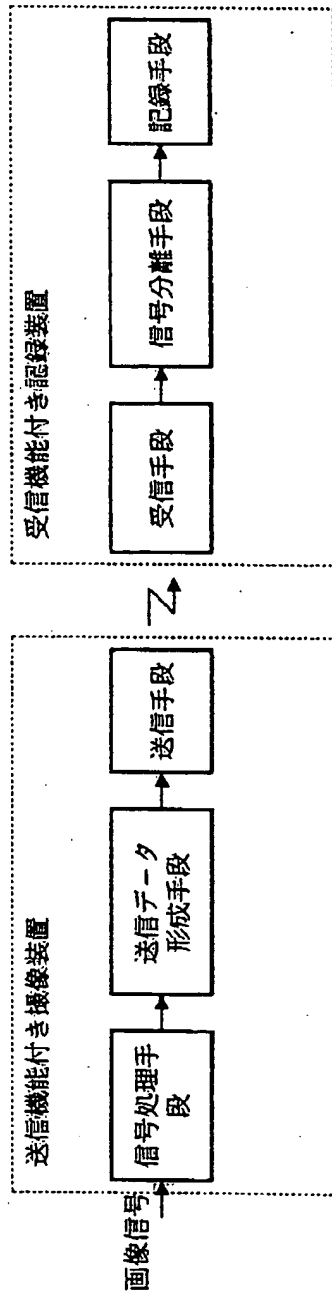 送信機能付き撮像装置
画像信号
信号処理手
段
送信データ
形成手段
送信手段
受信機能付き記録装置
受信手段
信号分離手段
記録手段